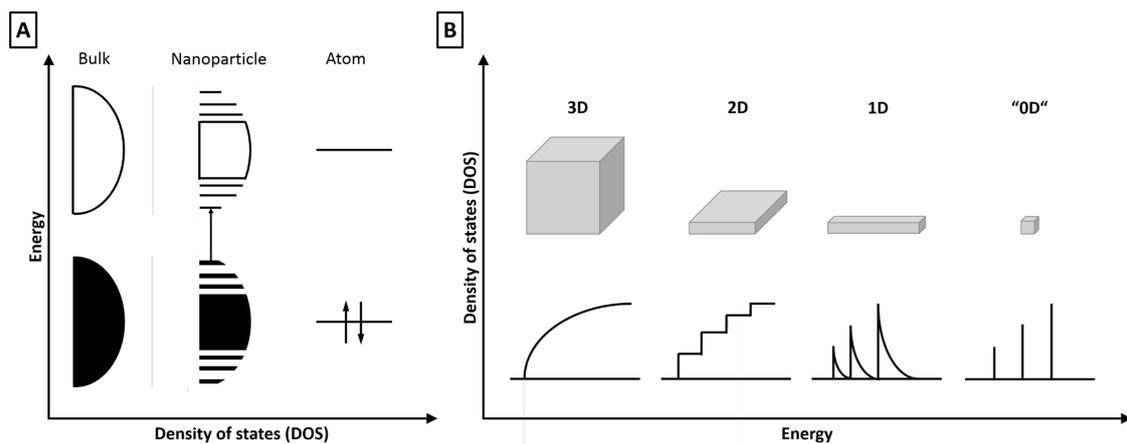 A
Bulk
Nanoparticle
Atom
Energy
Density of states (DOS)
B
3D
2D
1D
“0D“
Density of states (DOS)
Energy